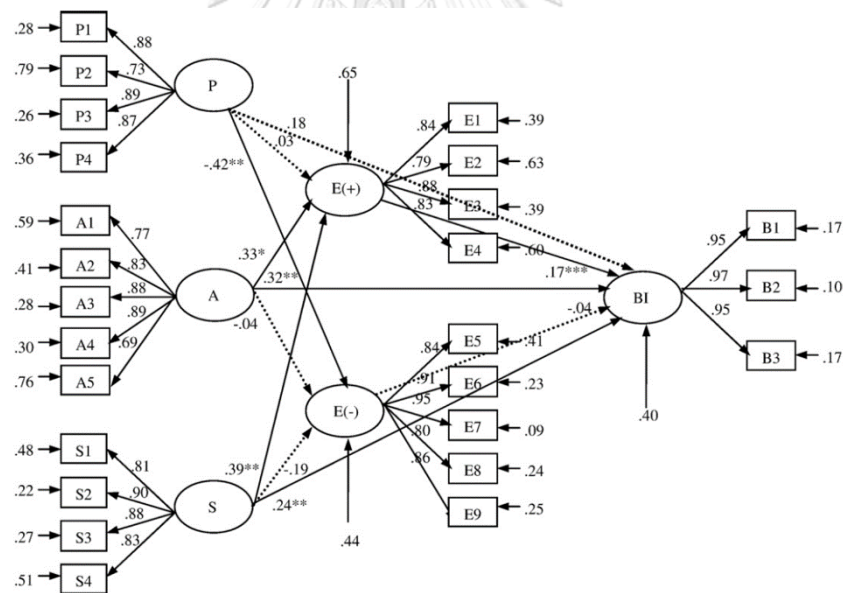 .28 P1 .88
.79 P2 .73
.26 P3 .89
.36 P4 .87
P
.65
.18
.03
-.42**
E(+)
.84 E1 .39
.79 E2 .63
.88 E3 .39
.83 E4 .60
.59 A1 .77
.41 A2 .83
.28 A3 .88
.30 A4 .89
.76 A5 .69
A
.33*
.32**
-.04
.17***
-.04
BI
.40
.95 B1 .17
.97 B2 .10
.95 B3 .17
E(-)
.44
.84 E5 .41
.91 E6 .23
.95 E7 .09
.80 E8 .24
.86 E9 .25
.48 S1 .81
.22 S2 .90
.27 S3 .88
.51 S4 .83
S
.39**
-.19
.24**